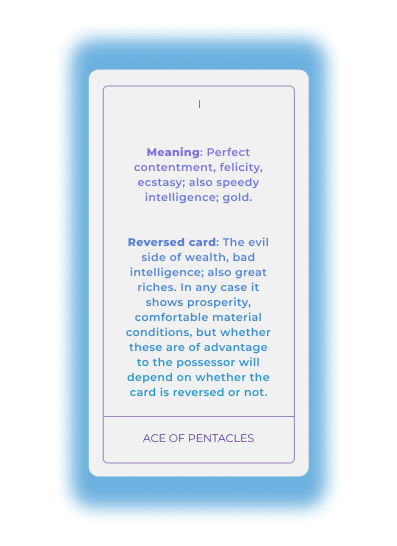 I
Meaning: Perfect
contentment, felicity,
ecstasy; also speedy
intelligence; gold.
Reversed card: The evil
side of wealth, bad
intelligence; also great
riches. In any case it
shows prosperity,
comfortable material
conditions, but whether
these are of advantage
to the possessor will
depend on whether the
card is reversed or not.
ACE OF PENTACLES